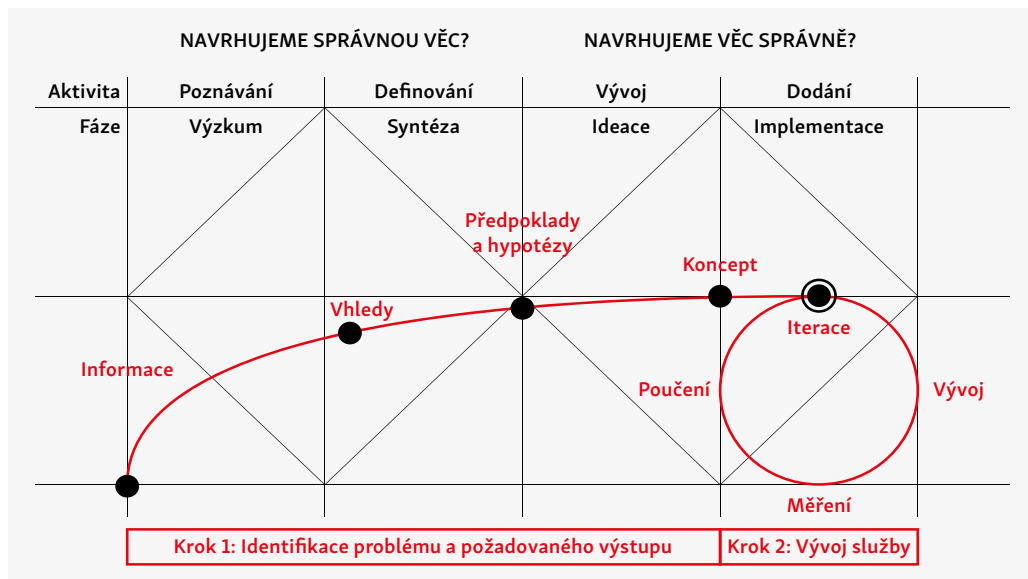 NAVRHUJEME SPRÁVNOU VĚC?
NAVRHUJEME VĚC SPRÁVNĚ?
Aktivita
Poznávání
Definování
Vývoj
Dodání
Fáze
Výzkum
Syntéza
Ideace
Implementace
Předpoklady
a hypotézy
Koncept
Vhledy
Iterace
Informace
Poučení
Vývoj
Měření
Krok 1: Identifikace problému a požadovaného výstupu
Krok 2: Vývoj služby